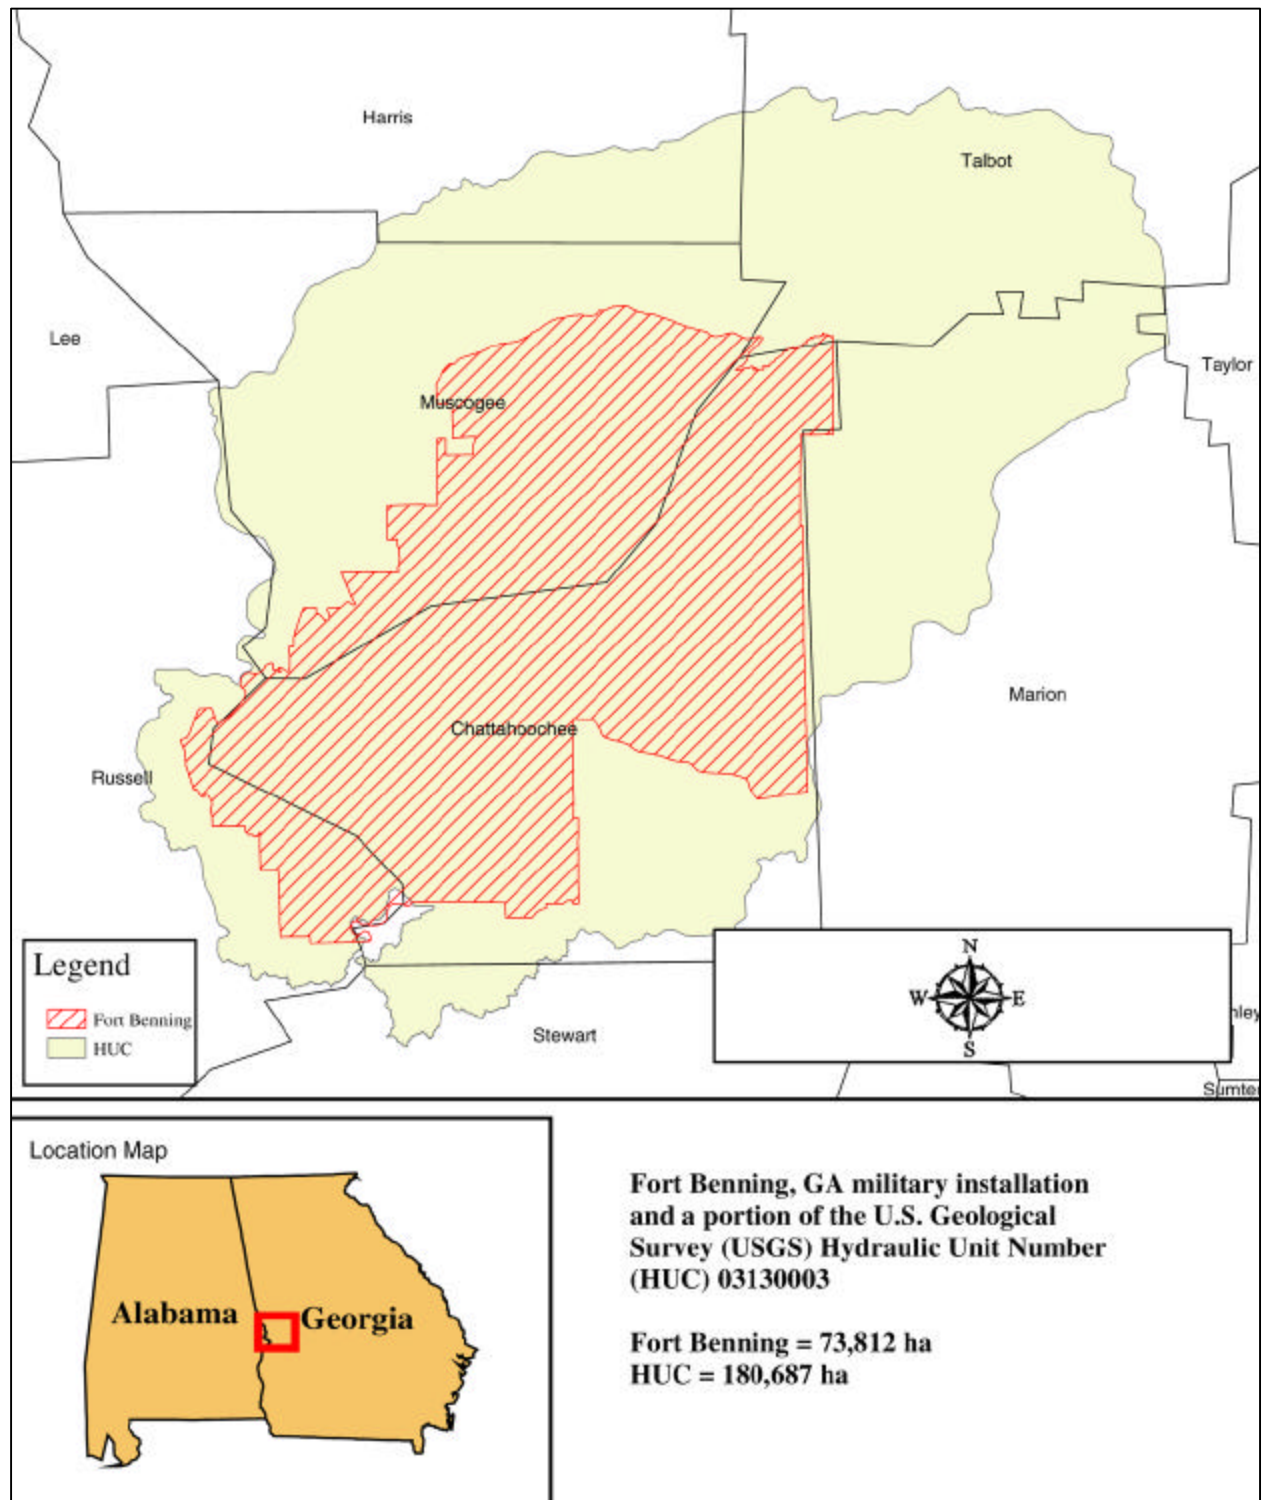 Harris
Talbot
Lee
Taylor
Muscogee
Marion
Chattahoochee
Russell
Legend
Fort Benning
HUC
N
W E
S
Stewart
nley
Sumter
Location Map
Alabama Georgia
Fort Benning, GA military installation
and a portion of the U.S. Geological
Survey (USGS) Hydraulic Unit Number
(HUC) 03130003
Fort Benning = 73,812 ha
HUC = 180,687 ha